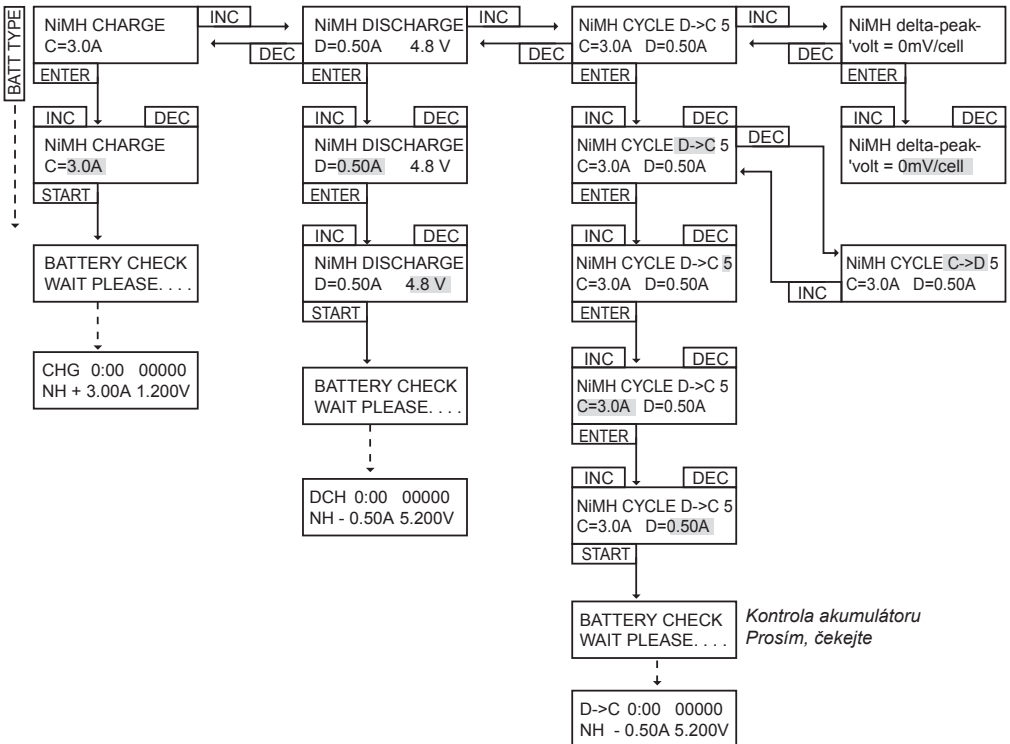 BATT TYPE
NiMH CHARGE
C=3.0A
INC
DEC
NiMH DISCHARGE
D=0.50A 4.8 V
INC
DEC
NiMH CYCLE D->C 5
C=3.0A D=0.50A
INC
DEC
NiMH delta-peak-
'volt = 0mV/cell
ENTER
ENTER
ENTER
ENTER
INC DEC
NiMH CHARGE
C=3.0A
START
INC DEC
NiMH DISCHARGE
D=0.50A 4.8 V
ENTER
INC DEC
NiMH CYCLE D->C 5
C=3.0A D=0.50A
ENTER
DEC
INC DEC
NiMH delta-peak-
'volt = 0mV/cell
BATTERY CHECK
WAIT PLEASE. . . .
INC DEC
NiMH DISCHARGE
D=0.50A 4.8 V
START
INC DEC
NiMH CYCLE D->C 5
C=3.0A D=0.50A
ENTER
NiMH CYCLE C->D 5
C=3.0A D=0.50A
INC
CHG 0:00 00000
NH + 3.00A 1.200V
BATTERY CHECK
WAIT PLEASE. . . .
INC DEC
NiMH CYCLE D->C 5
C=3.0A D=0.50A
ENTER
DCH 0:00 00000
NH - 0.50A 5.200V
INC DEC
NiMH CYCLE D->C 5
C=3.0A D=0.50A
START
BATTERY CHECK
WAIT PLEASE. . . .
Kontrola akumulátoru
Prosím, čekejte
D->C 0:00 00000
NH - 0.50A 5.200V